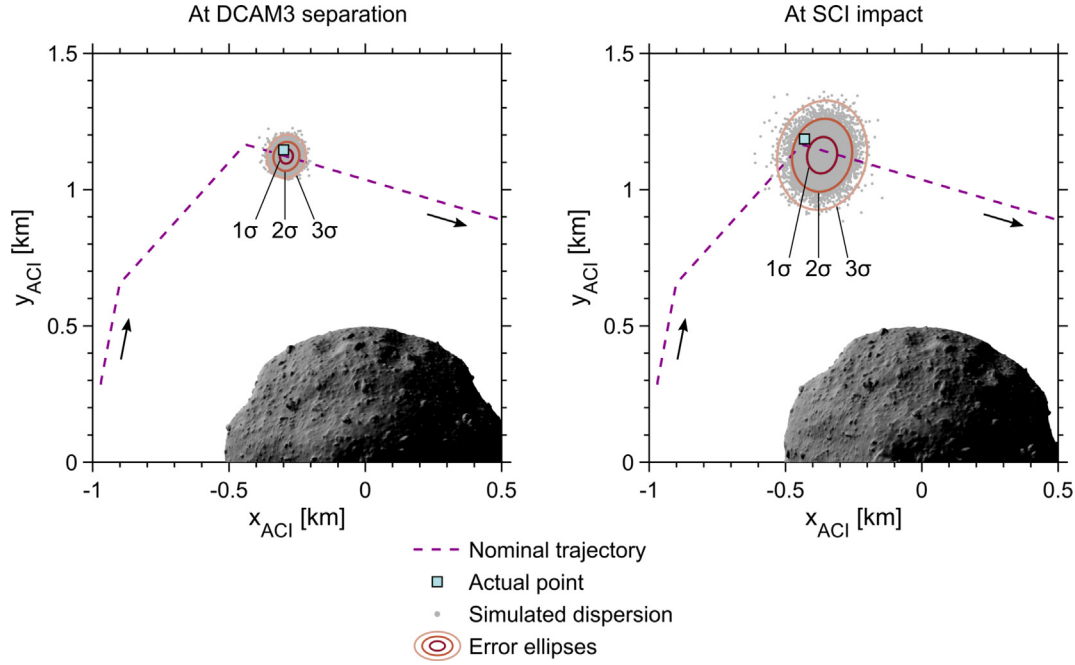 At DCAM3 separation
At SCI impact
1.5
1
0.5
0
y_ACI [km]
1σ 2σ 3σ
-1 -0.5 0 0.5
x_ACI [km]
1.5
1
0.5
0
y_ACI [km]
1σ 2σ 3σ
-1 -0.5 0 0.5
x_ACI [km]
Nominal trajectory
Actual point
Simulated dispersion
Error ellipses